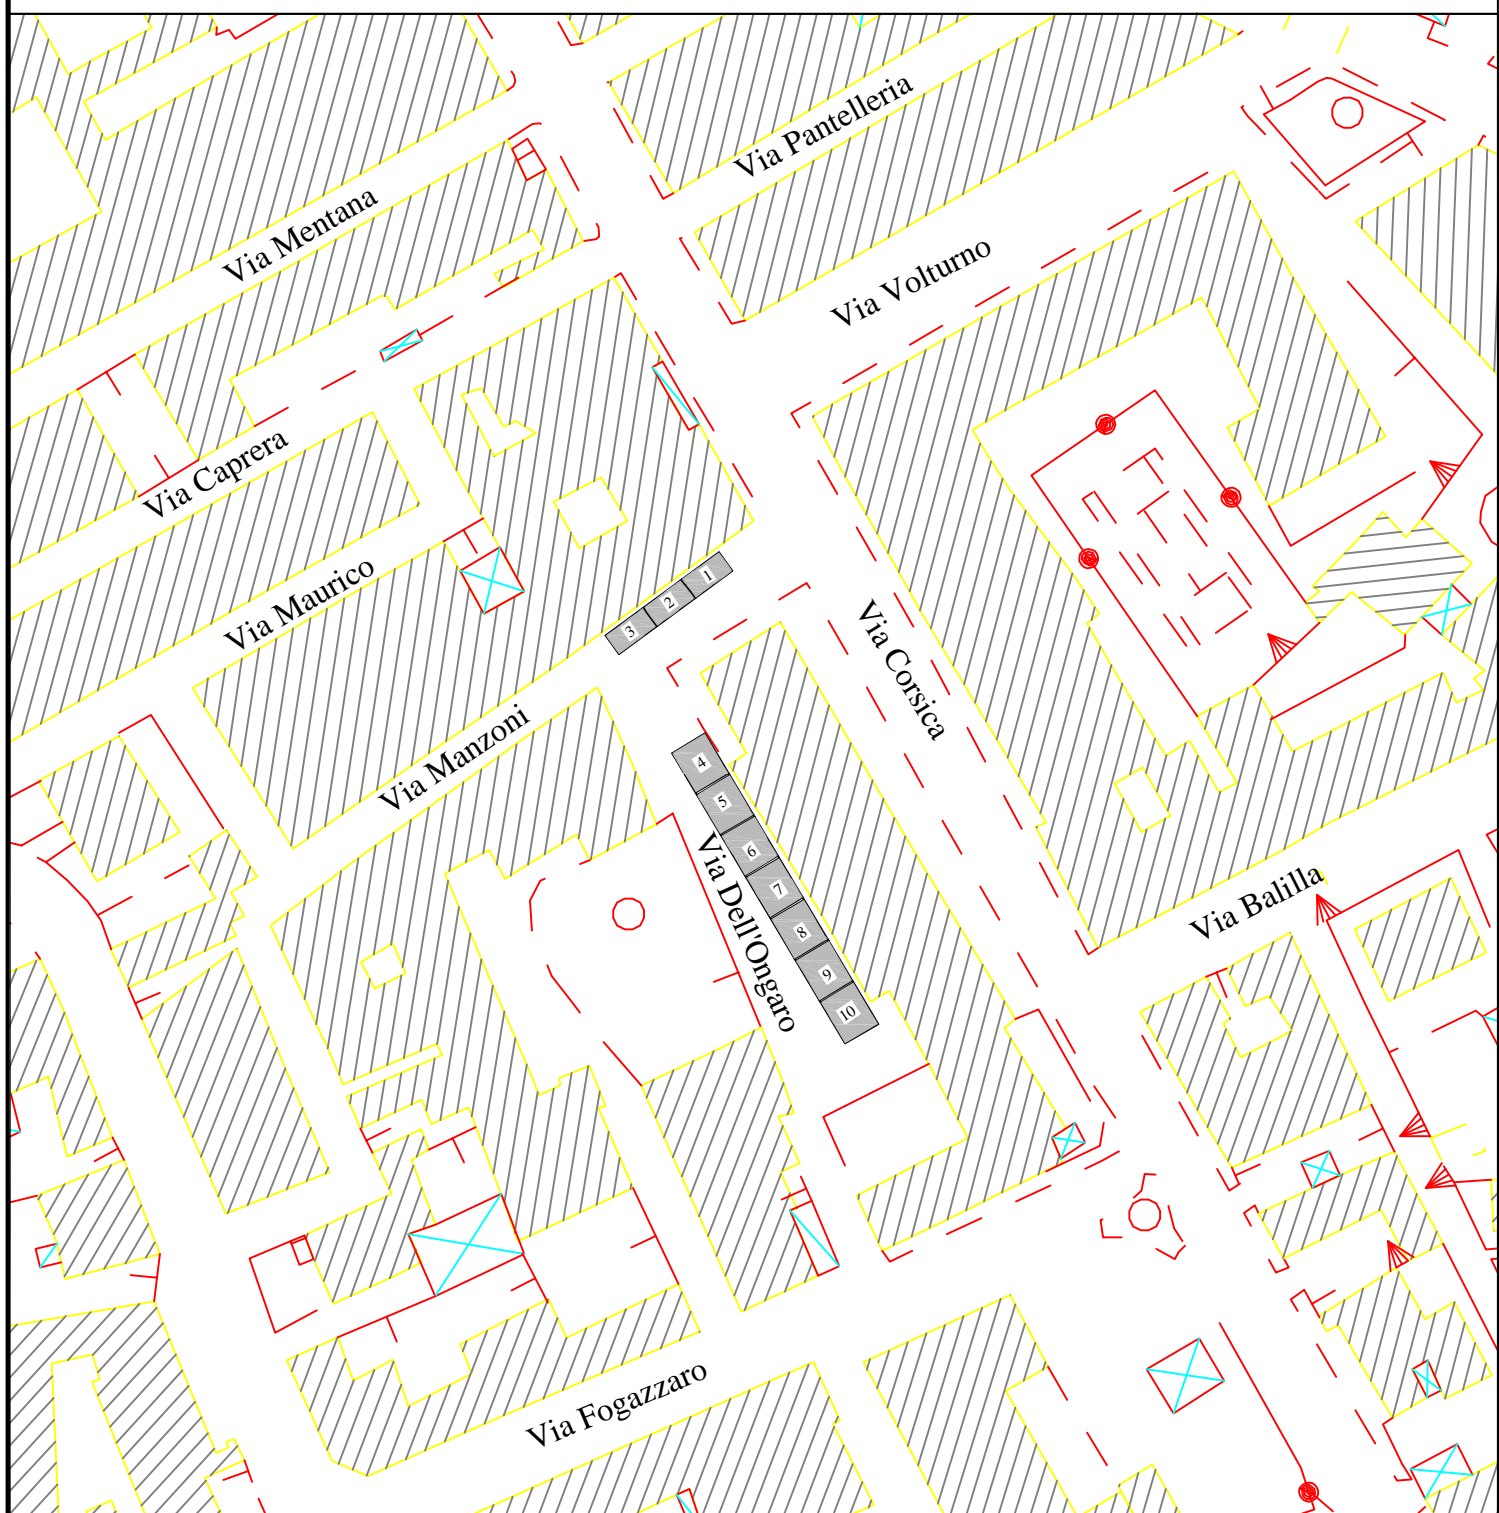 Via Pantelleria
Via Mentana
Via Volturno
Via Caprera
Via Maurico
1
2
3
Via Corsica
Via Manzoni
4
5
6
7
8
9
10
Via Dell'Ongaro
Via Balilla
Via Fogazzaro